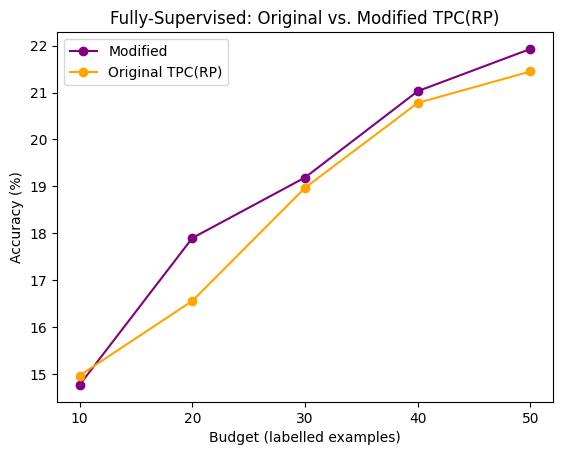 Fully-Supervised: Original vs. Modified TPC(RP)
Modified
Original TPC(RP)
22
21
20
19
18
17
16
15
Accuracy (%)
10 20 30 40 50
Budget (labelled examples)